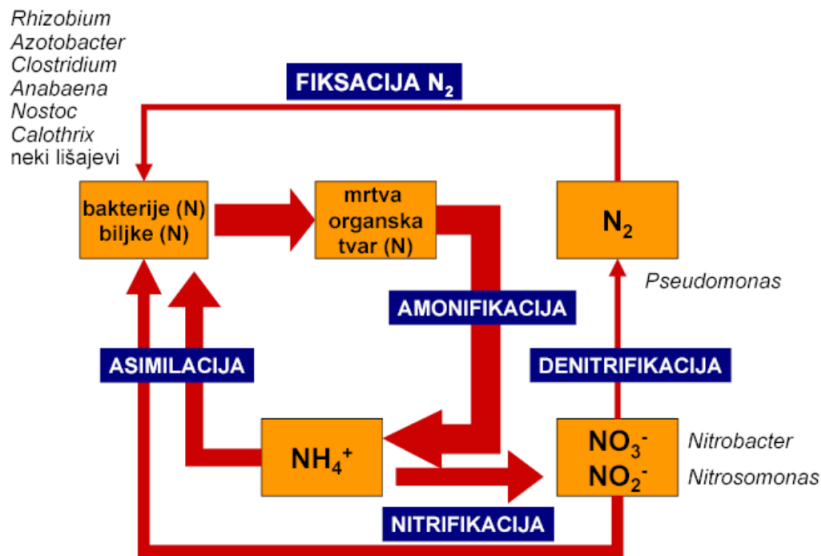 Rhizobium
Azotobacter
Clostridium
Anabaena
Nostoc
Calothrix
neki lišajevi
FIKSACIJA N₂
bakterije (N)
biljke (N)
mrtva
organska
tvar (N)
N₂
Pseudomonas
AMONIFIKACIJA
ASIMILACIJA
DENITRIFIKACIJA
NH₄⁺
NO₃⁻
NO₂⁻
Nitrobacter
Nitrosomonas
NITRIFIKACIJA